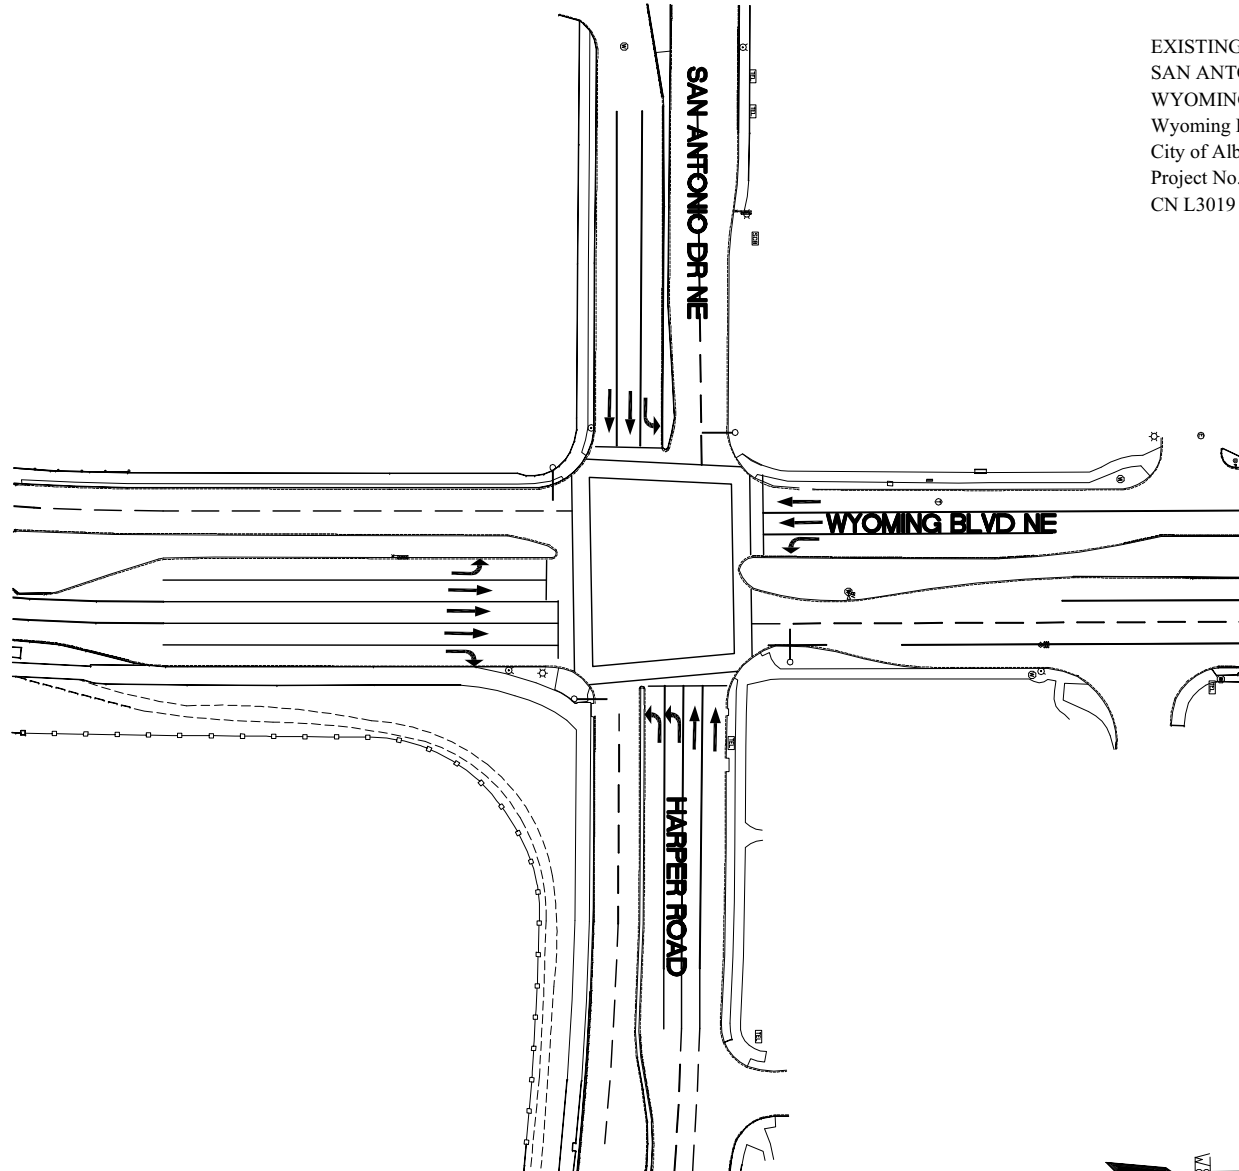 EXISTING
SAN ANTO
WYOMING
Wyoming
City of Alb
Project No.
CN L3019
SAN ANTONIO DR NE
WYOMING BLVD NE
HARPER ROAD